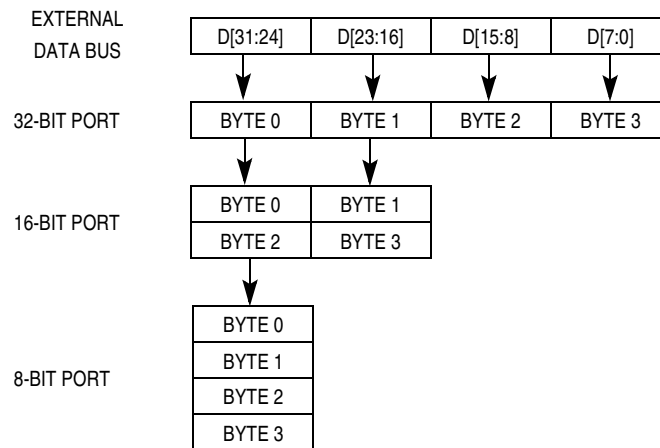 EXTERNAL
DATA BUS
D[31:24] D[23:16] D[15:8] D[7:0]
32-BIT PORT BYTE 0 BYTE 1 BYTE 2 BYTE 3
16-BIT PORT
BYTE 0 BYTE 1
BYTE 2 BYTE 3
8-BIT PORT
BYTE 0
BYTE 1
BYTE 2
BYTE 3